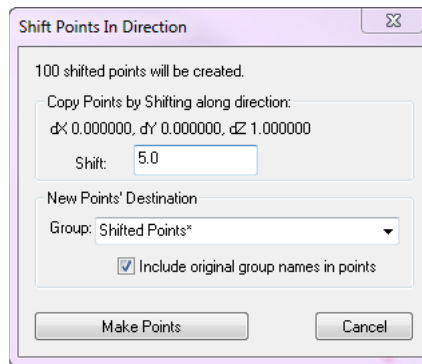 Shift Points In Direction
100 shifted points will be created.
Copy Points by Shifting along direction:
dX 0.000000, dY 0.000000, dZ 1.000000
Shift: 5.0
New Points' Destination
Group: Shifted Points*
Include original group names in points
Make Points Cancel